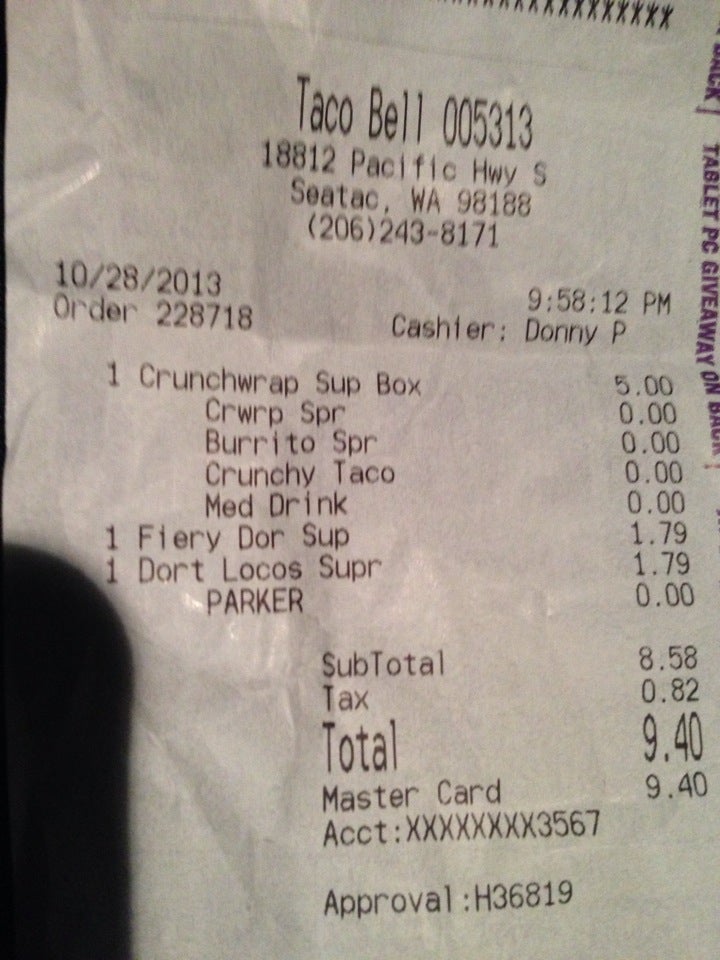 XXXXXXXXXXXXXXXX
Taco Bell 005313
18812 Pacific Hwy S
Seatac, WA 98188
(206)243-8171
10/28/2013 9:58:12 PM
Order 228718 Cashier: Donny P
1 Crunchwrap Sup Box 5.00
Crwrp Spr 0.00
Burrito Spr 0.00
Crunchy Taco 0.00
Med Drink 0.00
1 Fiery Dor Sup 1.79
1 Dort Locos Supr 1.79
PARKER 0.00
SubTotal 8.58
Tax 0.82
Total 9.40
Master Card 9.40
Acct:XXXXXXXX3567
Approval:H36819
BACK] TABLET PC GIVEAWAY ON BACK]